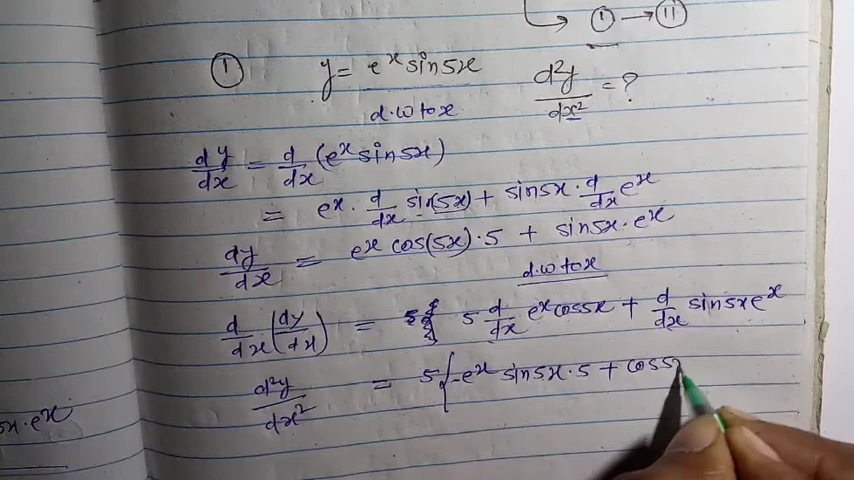 ① → ⑪
① y = e^x sin5x d²y/dx² = ?
d.w to x
dy/dx = d/dx (e^x sin5x)
= e^x · d/dx sin(5x) + sin5x · d/dx e^x
dy/dx = e^x cos(5x) · 5 + sin5x · e^x
d.w to x
d/dx (dy/dx) = 5 d/dx e^x cos5x + d/dx sin5x e^x
d²y/dx² = 5{ -e^x sin5x · 5 + cos5x
5x · e^x